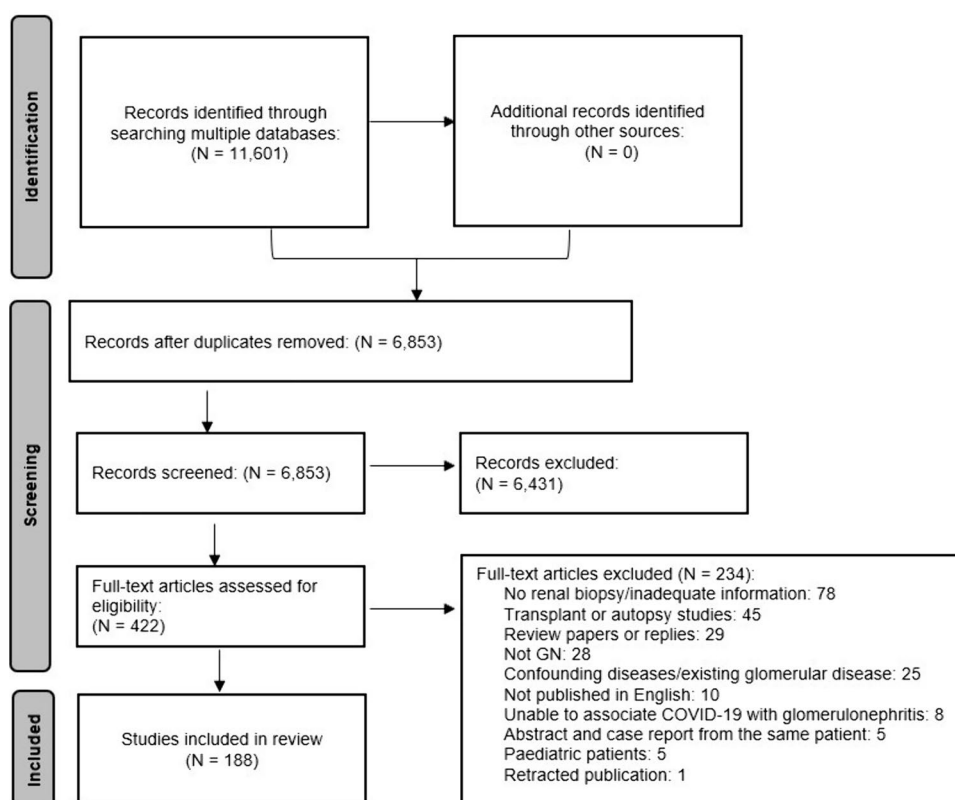 Identification
Records identified through
searching multiple databases:
(N = 11,601)
Additional records identified
through other sources:
(N = 0)
Screening
Records after duplicates removed: (N = 6,853)
Records screened: (N = 6,853)
Records excluded:
(N = 6,431)
Full-text articles assessed for
eligibility:
(N = 422)
Full-text articles excluded (N = 234):
No renal biopsy/inadequate information: 78
Transplant or autopsy studies: 45
Review papers or replies: 29
Not GN: 28
Confounding diseases/existing glomerular disease: 25
Not published in English: 10
Unable to associate COVID-19 with glomerulonephritis: 8
Abstract and case report from the same patient: 5
Paediatric patients: 5
Retracted publication: 1
Included
Studies included in review
(N = 188)